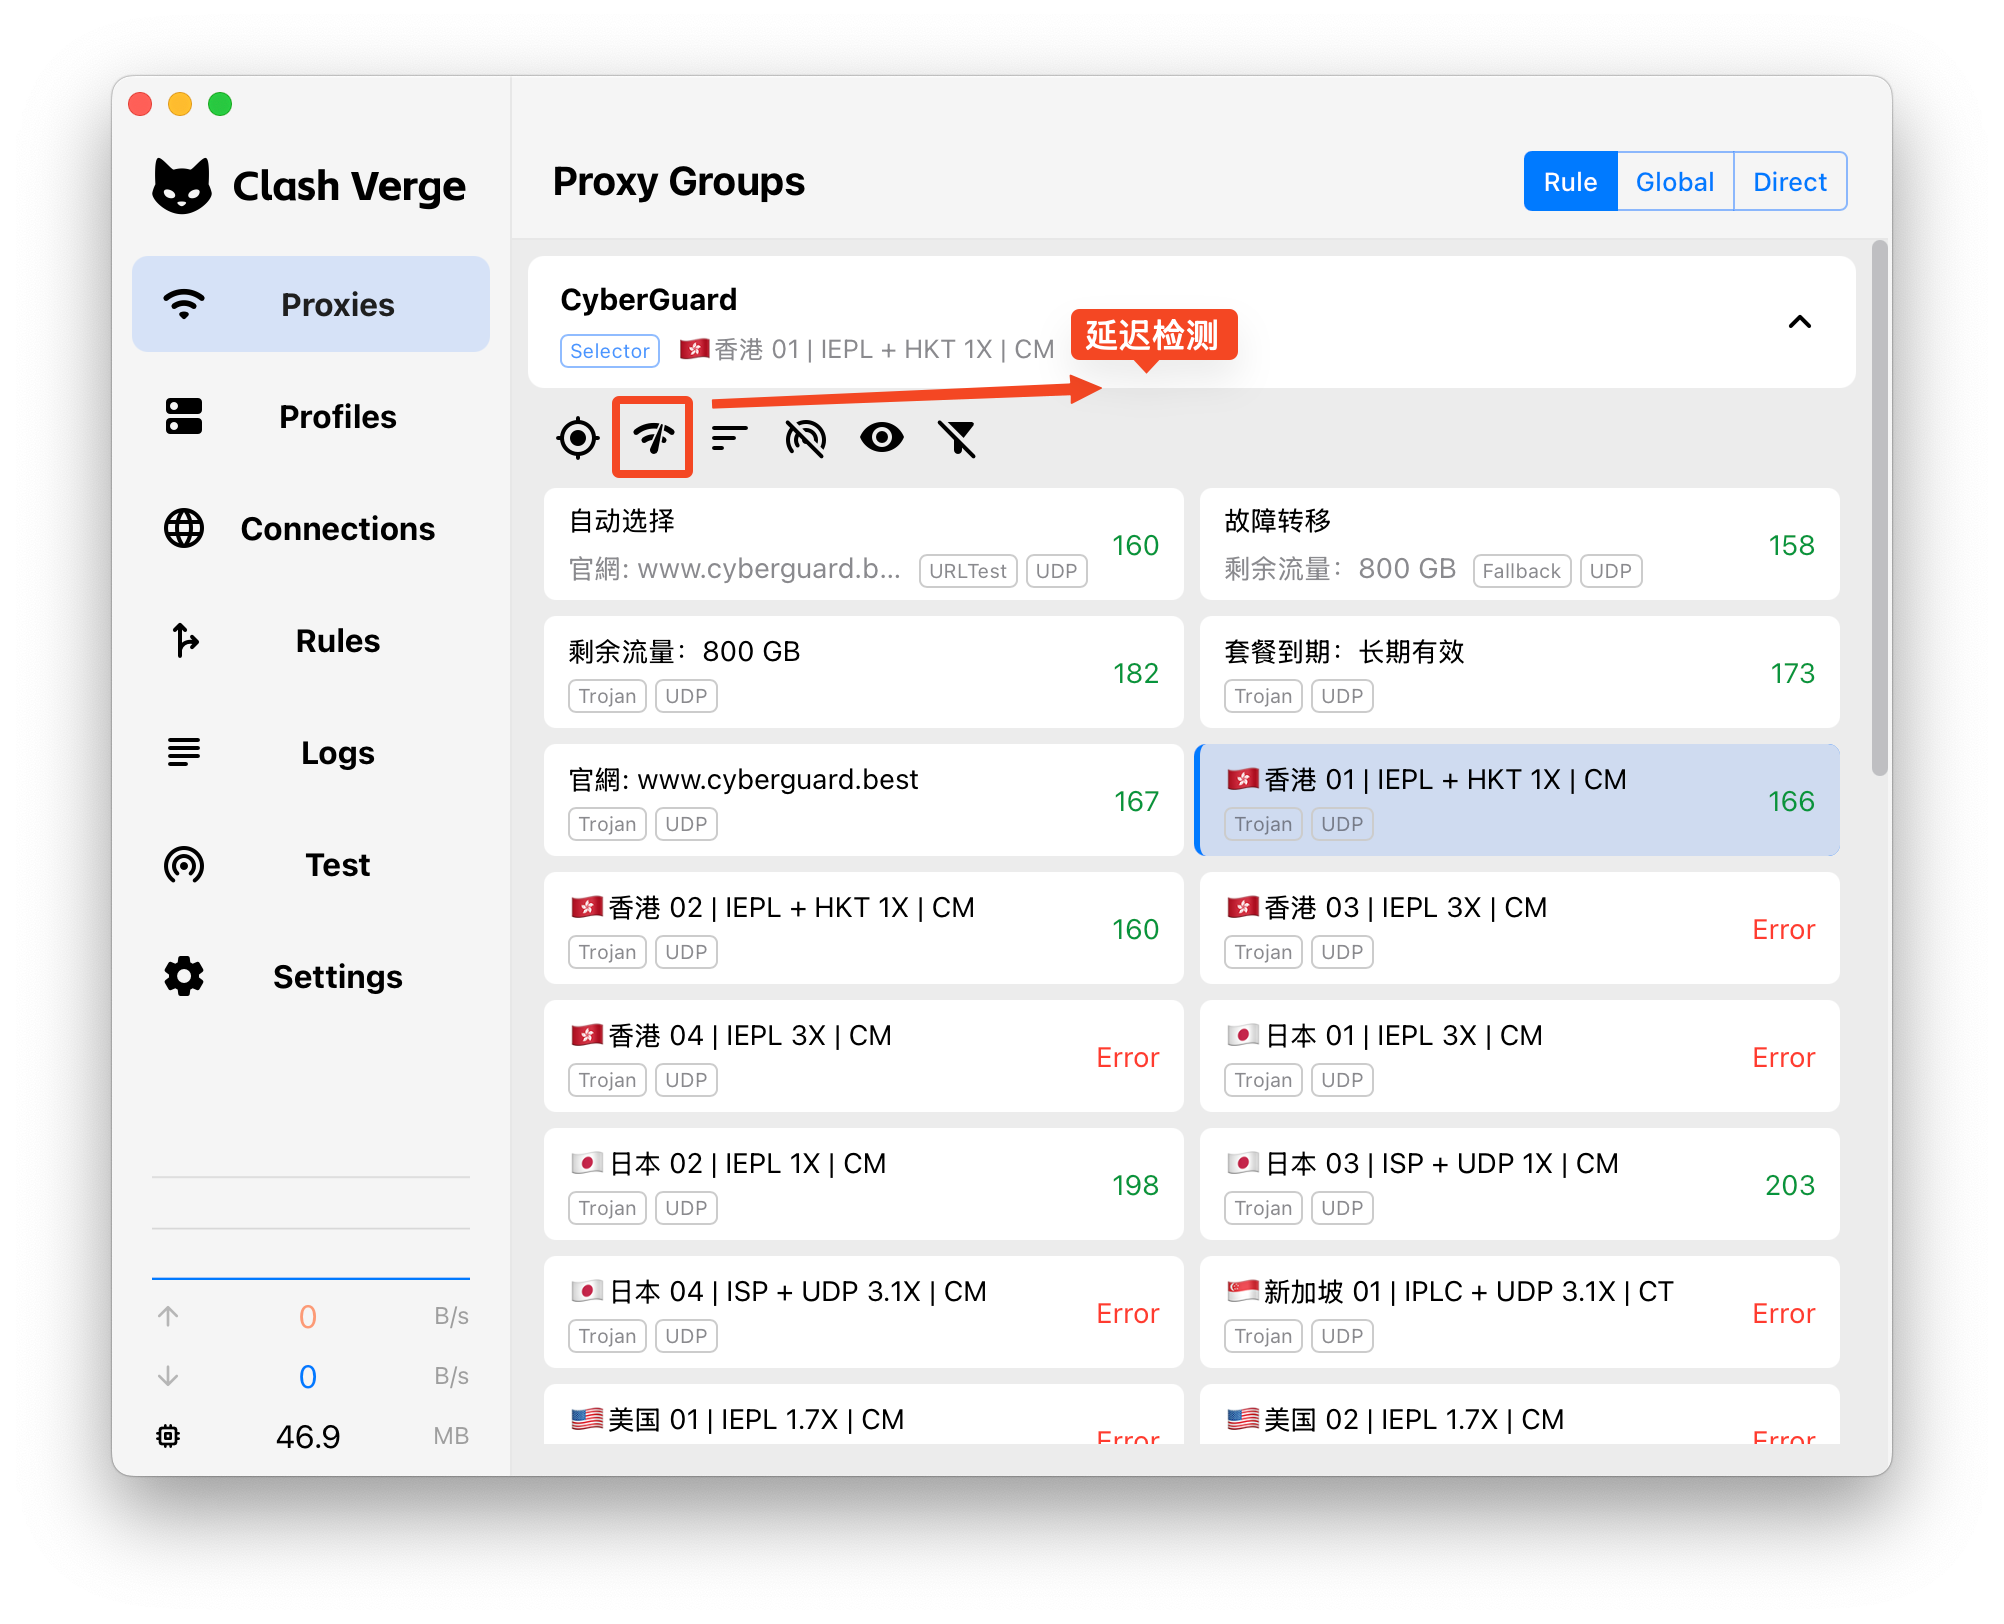 Clash Verge
Proxies
Profiles
Connections
Rules
Logs
Test
Settings
0 B/s
0 B/s
46.9 MB
Proxy Groups
Rule Global Direct
CyberGuard
Selector 🇭🇰香港 01 | IEPL + HKT 1X | CM
延迟检测
自动选择
官網: www.cyberguard.b... URLTest UDP
160
故障转移
剩余流量：800 GB Fallback UDP
158
剩余流量：800 GB
Trojan UDP
182
套餐到期：长期有效
Trojan UDP
173
官網: www.cyberguard.best
Trojan UDP
167
🇭🇰香港 01 | IEPL + HKT 1X | CM
Trojan UDP
166
🇭🇰香港 02 | IEPL + HKT 1X | CM
Trojan UDP
160
🇭🇰香港 03 | IEPL 3X | CM
Trojan UDP
Error
🇭🇰香港 04 | IEPL 3X | CM
Trojan UDP
Error
🇯🇵日本 01 | IEPL 3X | CM
Trojan UDP
Error
🇯🇵日本 02 | IEPL 1X | CM
Trojan UDP
198
🇯🇵日本 03 | ISP + UDP 1X | CM
Trojan UDP
203
🇯🇵日本 04 | ISP + UDP 3.1X | CM
Trojan UDP
Error
🇸🇬新加坡 01 | IPLC + UDP 3.1X | CT
Trojan UDP
Error
🇺🇸美国 01 | IEPL 1.7X | CM
Error
🇺🇸美国 02 | IEPL 1.7X | CM
Error